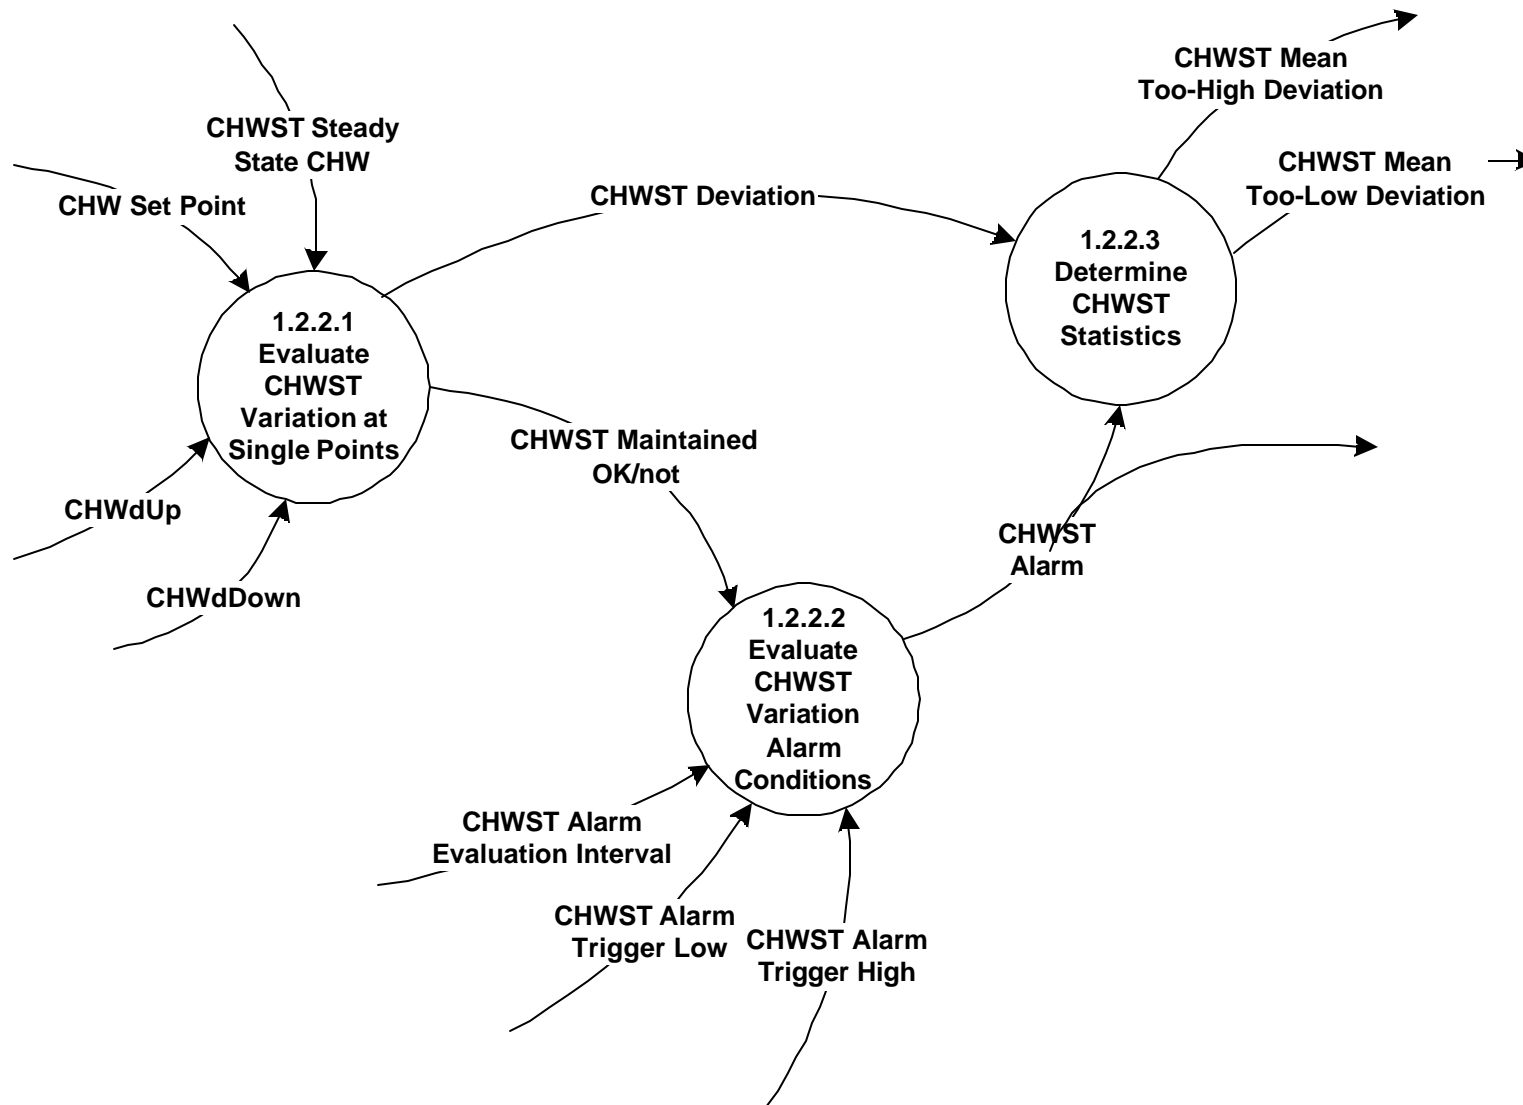 CHWST Mean
Too-High Deviation
CHWST Steady
State CHW
CHWST Mean
Too-Low Deviation
CHW Set Point
CHWST Deviation
1.2.2.3
Determine
CHWST
Statistics
1.2.2.1
Evaluate
CHWST
Variation at
Single Points
CHWST Maintained
OK/not
CHWdUp
CHWST
Alarm
CHWdDown
1.2.2.2
Evaluate
CHWST
Variation
Alarm
Conditions
CHWST Alarm
Evaluation Interval
CHWST Alarm
Trigger Low
CHWST Alarm
Trigger High